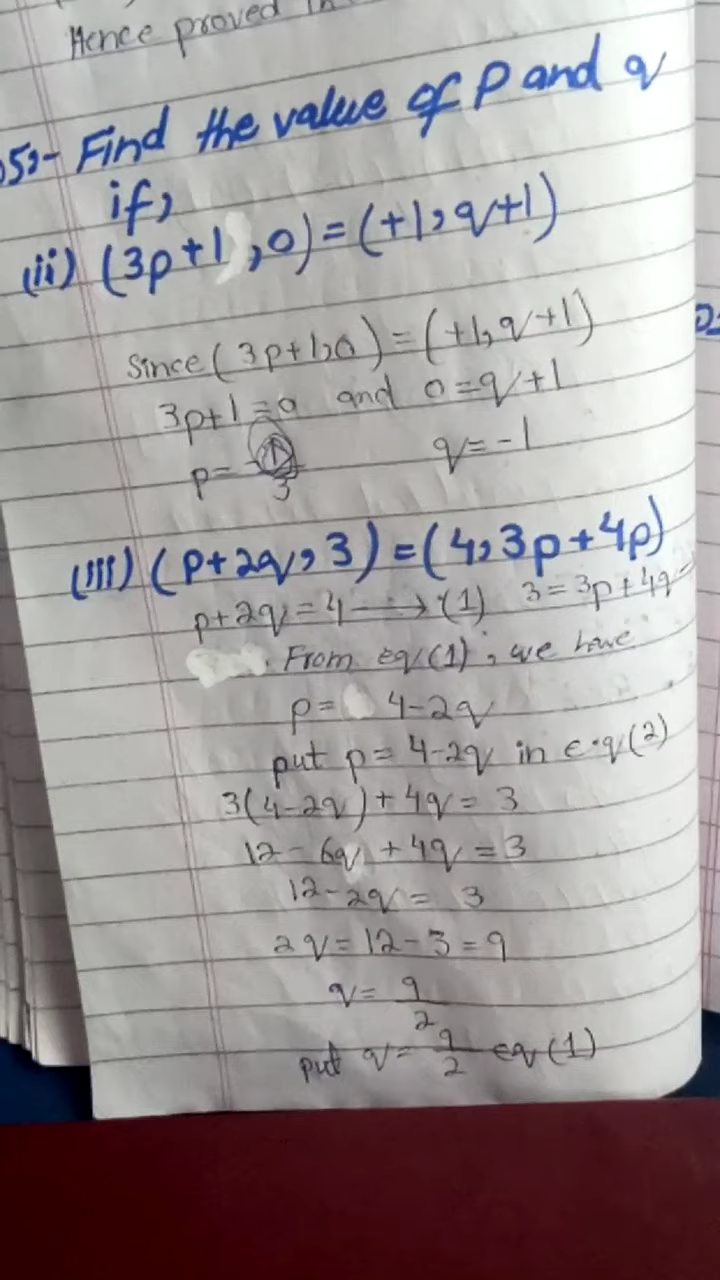 Hence proved
05:- Find the value of P and q
if,
(ii) (3p+1,0)=(+1,q+1)
Since (3p+1,0)=(+1,q+1)
3p+1=0 and 0=q+1
p= 3 q=-1
(iii) (p+2q,3)=(4,3p+4p)
p+2q=4→(1) 3=3p+4q
From eq(1), we have
p= 4-2q
put p=4-2q in e.q(2)
3(4-2q)+4q=3
12-6q+4q=3
12-2q=3
2q=12-3=9
q=9/2
put q=9/2 eq(1)